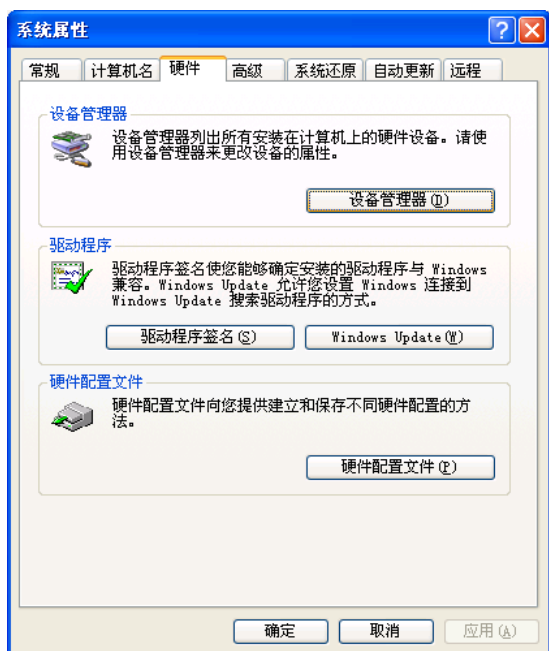 系统属性
常规 计算机名 硬件 高级 系统还原 自动更新 远程
设备管理器
设备管理器列出所有安装在计算机上的硬件设备。请使
用设备管理器来更改设备的属性。
设备管理器(D)
驱动程序
驱动程序签名使您能够确定安装的驱动程序与 Windows
兼容。Windows Update 允许您设置 Windows 连接到
Windows Update 搜索驱动程序的方式。
驱动程序签名(S) Windows Update(W)
硬件配置文件
硬件配置文件向您提供建立和保存不同硬件配置的方
法。
硬件配置文件(P)
确定 取消 应用(A)